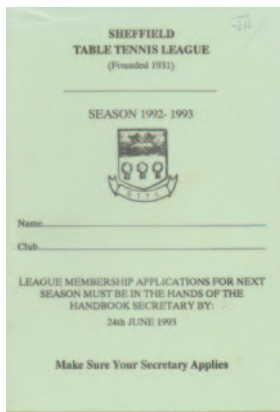 SHEFFIELD
TABLE TENNIS LEAGUE
(Founded 1931)
SEASON 1992- 1993
S.T.T.L.
Name
Club
LEAGUE MEMBERSHIP APPLICATIONS FOR NEXT
SEASON MUST BE IN THE HANDS OF THE
HANDBOOK SECRETARY BY:
24th JUNE 1993
Make Sure Your Secretary Applies